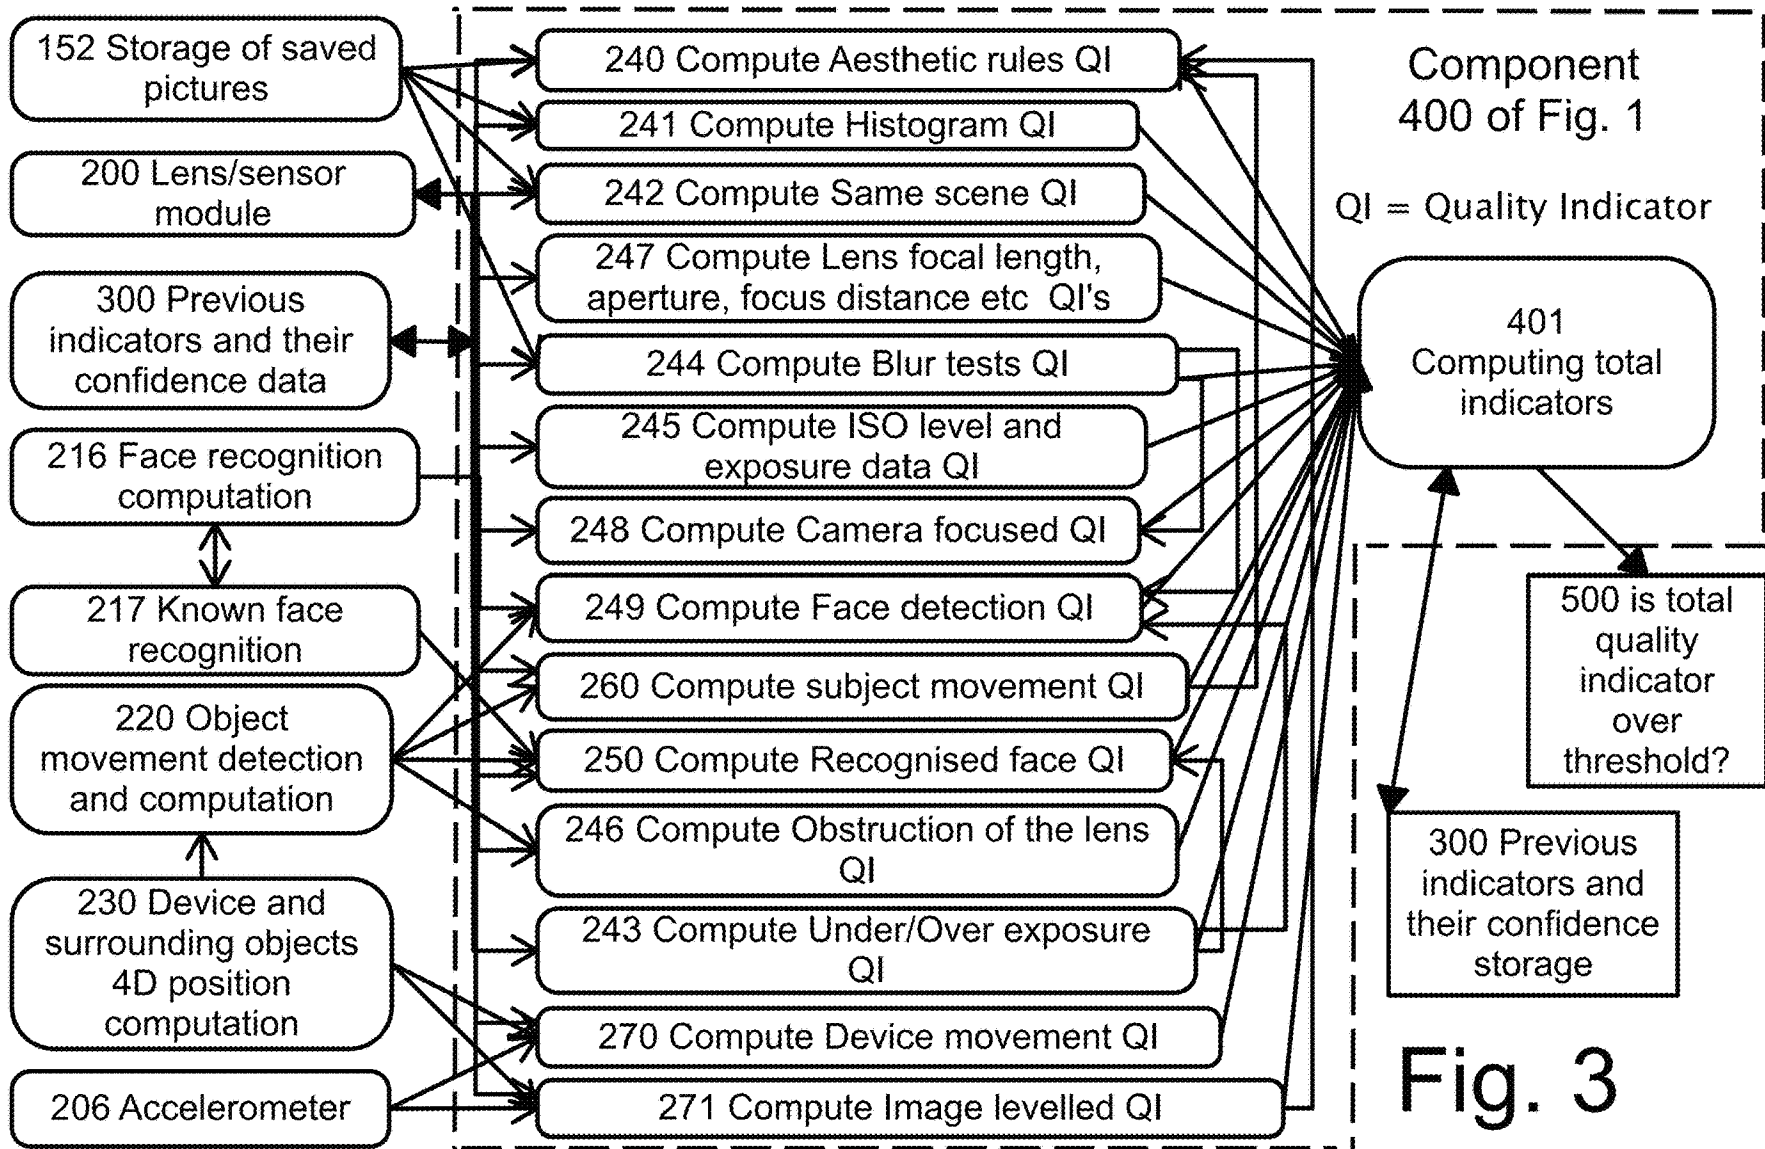 152 Storage of saved
pictures
200 Lens/sensor
module
300 Previous
indicators and their
confidence data
216 Face recognition
computation
217 Known face
recognition
220 Object
movement detection
and computation
230 Device and
surrounding objects
4D position
computation
206 Accelerometer
240 Compute Aesthetic rules QI
241 Compute Histogram QI
242 Compute Same scene QI
247 Compute Lens focal length,
aperture, focus distance etc QI's
244 Compute Blur tests QI
245 Compute ISO level and
exposure data QI
248 Compute Camera focused QI
249 Compute Face detection QI
260 Compute subject movement QI
250 Compute Recognised face QI
246 Compute Obstruction of the lens
QI
243 Compute Under/Over exposure
QI
270 Compute Device movement QI
271 Compute Image levelled QI
Component
400 of Fig. 1
QI = Quality Indicator
401
Computing total
indicators
500 is total
quality
indicator
over
threshold?
300 Previous
indicators and
their confidence
storage
Fig. 3